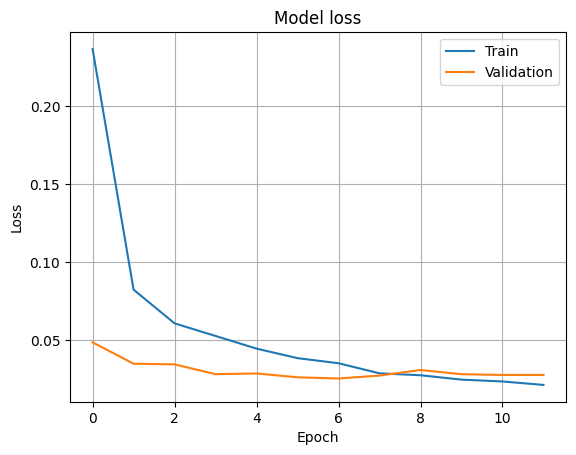 Model loss
Train
Validation
0.20
0.15
0.10
0.05
Loss
0 2 4 6 8 10
Epoch